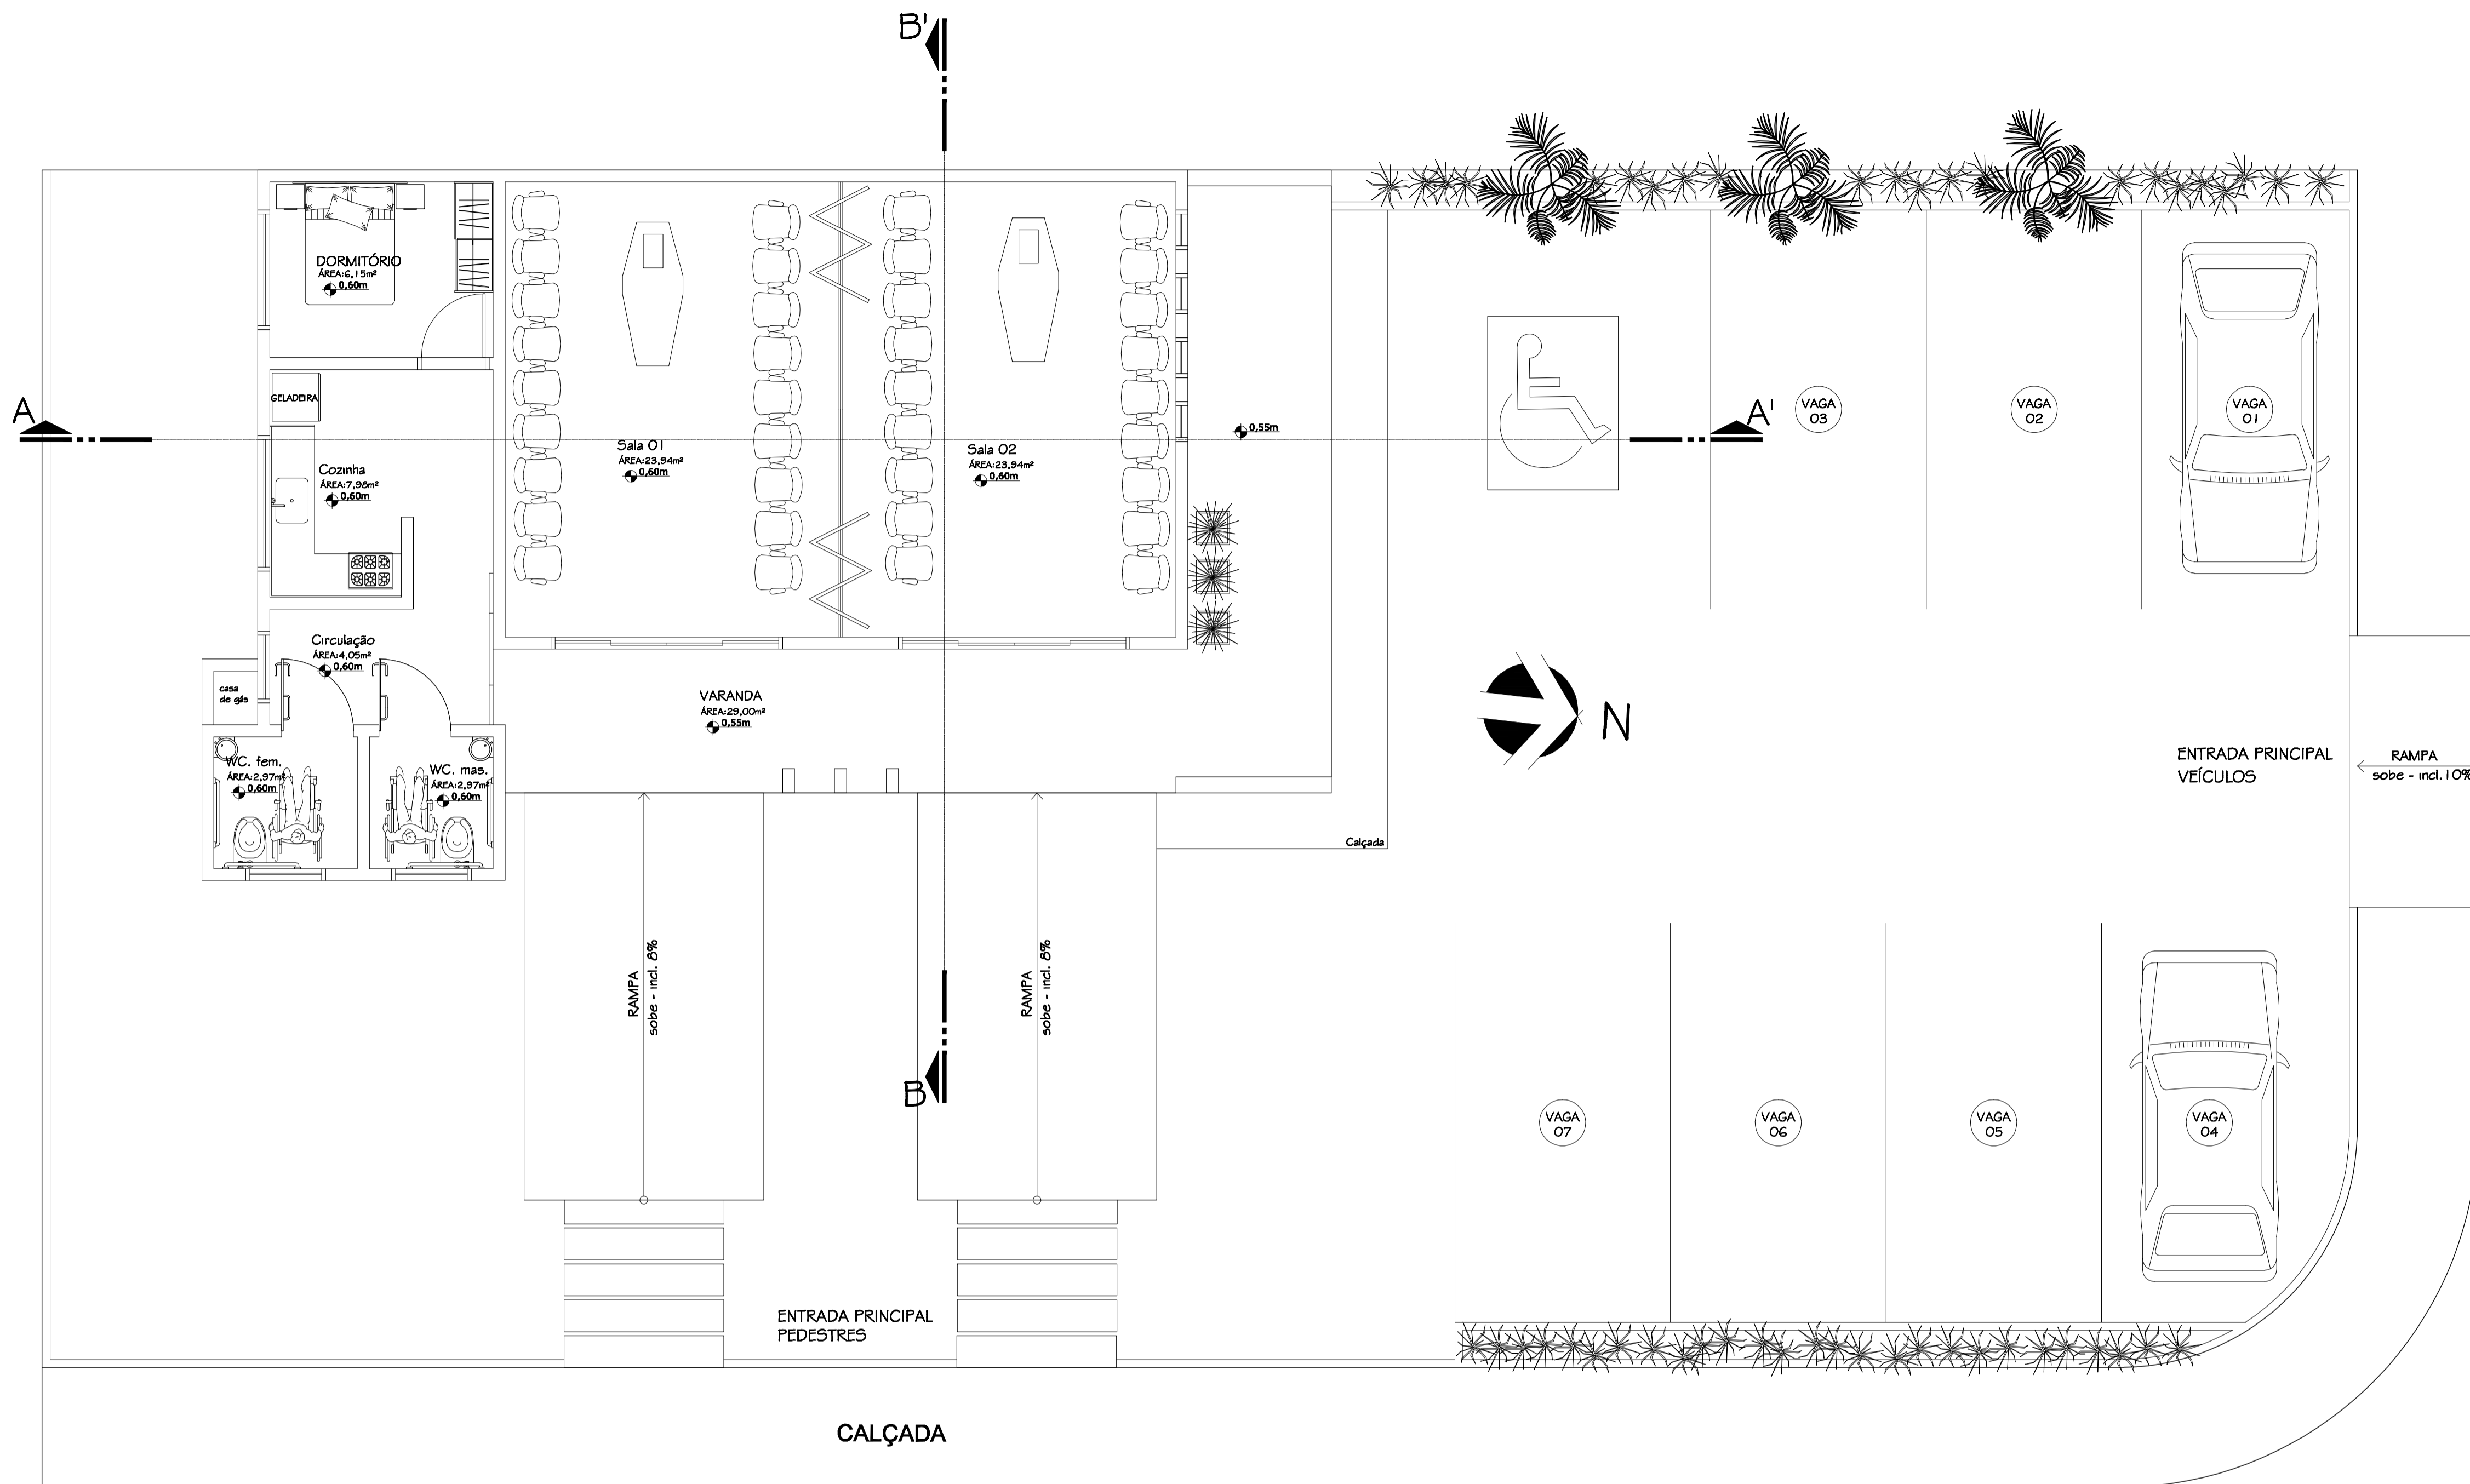 B'
DORMITÓRIO
ÁREA:6,15m²
0,60m
GELADEIRA
A
A'
Cozinha
ÁREA:7,98m²
0,60m
Sala 01
ÁREA:23,94m²
0,60m
Sala 02
ÁREA:23,94m²
0,60m
0,55m
VAGA
03
VAGA
02
VAGA
01
Circulação
ÁREA:4,05m²
0,60m
casa
de gás
VARANDA
ÁREA:29,00m²
0,55m
N
WC. fem.
ÁREA:2,97m²
0,60m
WC. mas.
ÁREA:2,97m²
0,60m
ENTRADA PRINCIPAL
VEÍCULOS
RAMPA
sobe - incl.10%
Calçada
RAMPA
sobe - incl. 8%
RAMPA
sobe - incl. 8%
B
VAGA
07
VAGA
06
VAGA
05
VAGA
04
ENTRADA PRINCIPAL
PEDESTRES
CALÇADA